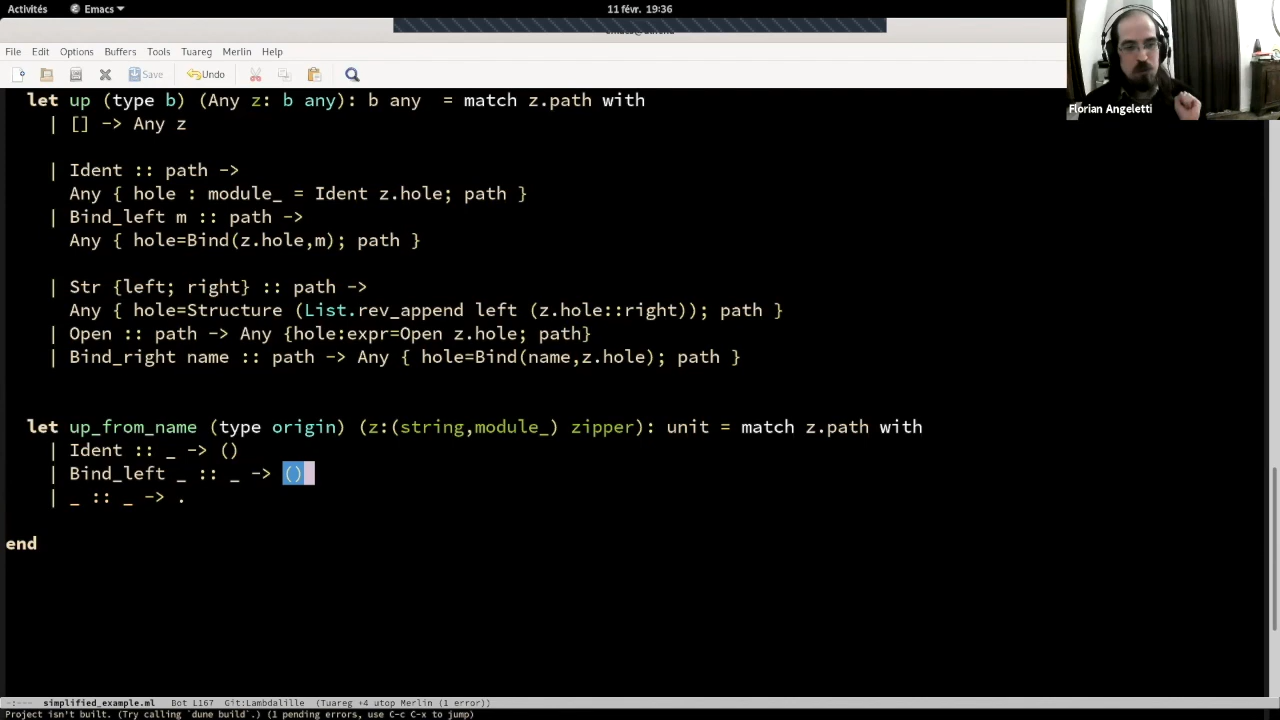 Activités Emacs 11 févr. 19:36
File Edit Options Buffers Tools Tuareg Merlin Help
Save Undo
Florian Angeletti
let up (type b) (Any z: b any): b any  = match z.path with
| [] -> Any z
| Ident :: path ->
Any { hole : module_ = Ident z.hole; path }
| Bind_left m :: path ->
Any { hole=Bind(z.hole,m); path }
| Str {left; right} :: path ->
Any { hole=Structure (List.rev_append left (z.hole::right)); path }
| Open :: path -> Any {hole:expr=Open z.hole; path}
| Bind_right name :: path -> Any { hole=Bind(name,z.hole); path }
let up_from_name (type origin) (z:(string,module_) zipper): unit = match z.path with
| Ident :: _ -> ()
| Bind_left _ :: _ -> ()
| _ :: _ -> .
end
-:--- simplified_example.ml Bot L167 Git:Lambdalille (Tuareg +4 utop Merlin (1 error))
Project isn't built. (Try calling `dune build`.) (1 pending errors, use C-c C-x to jump)